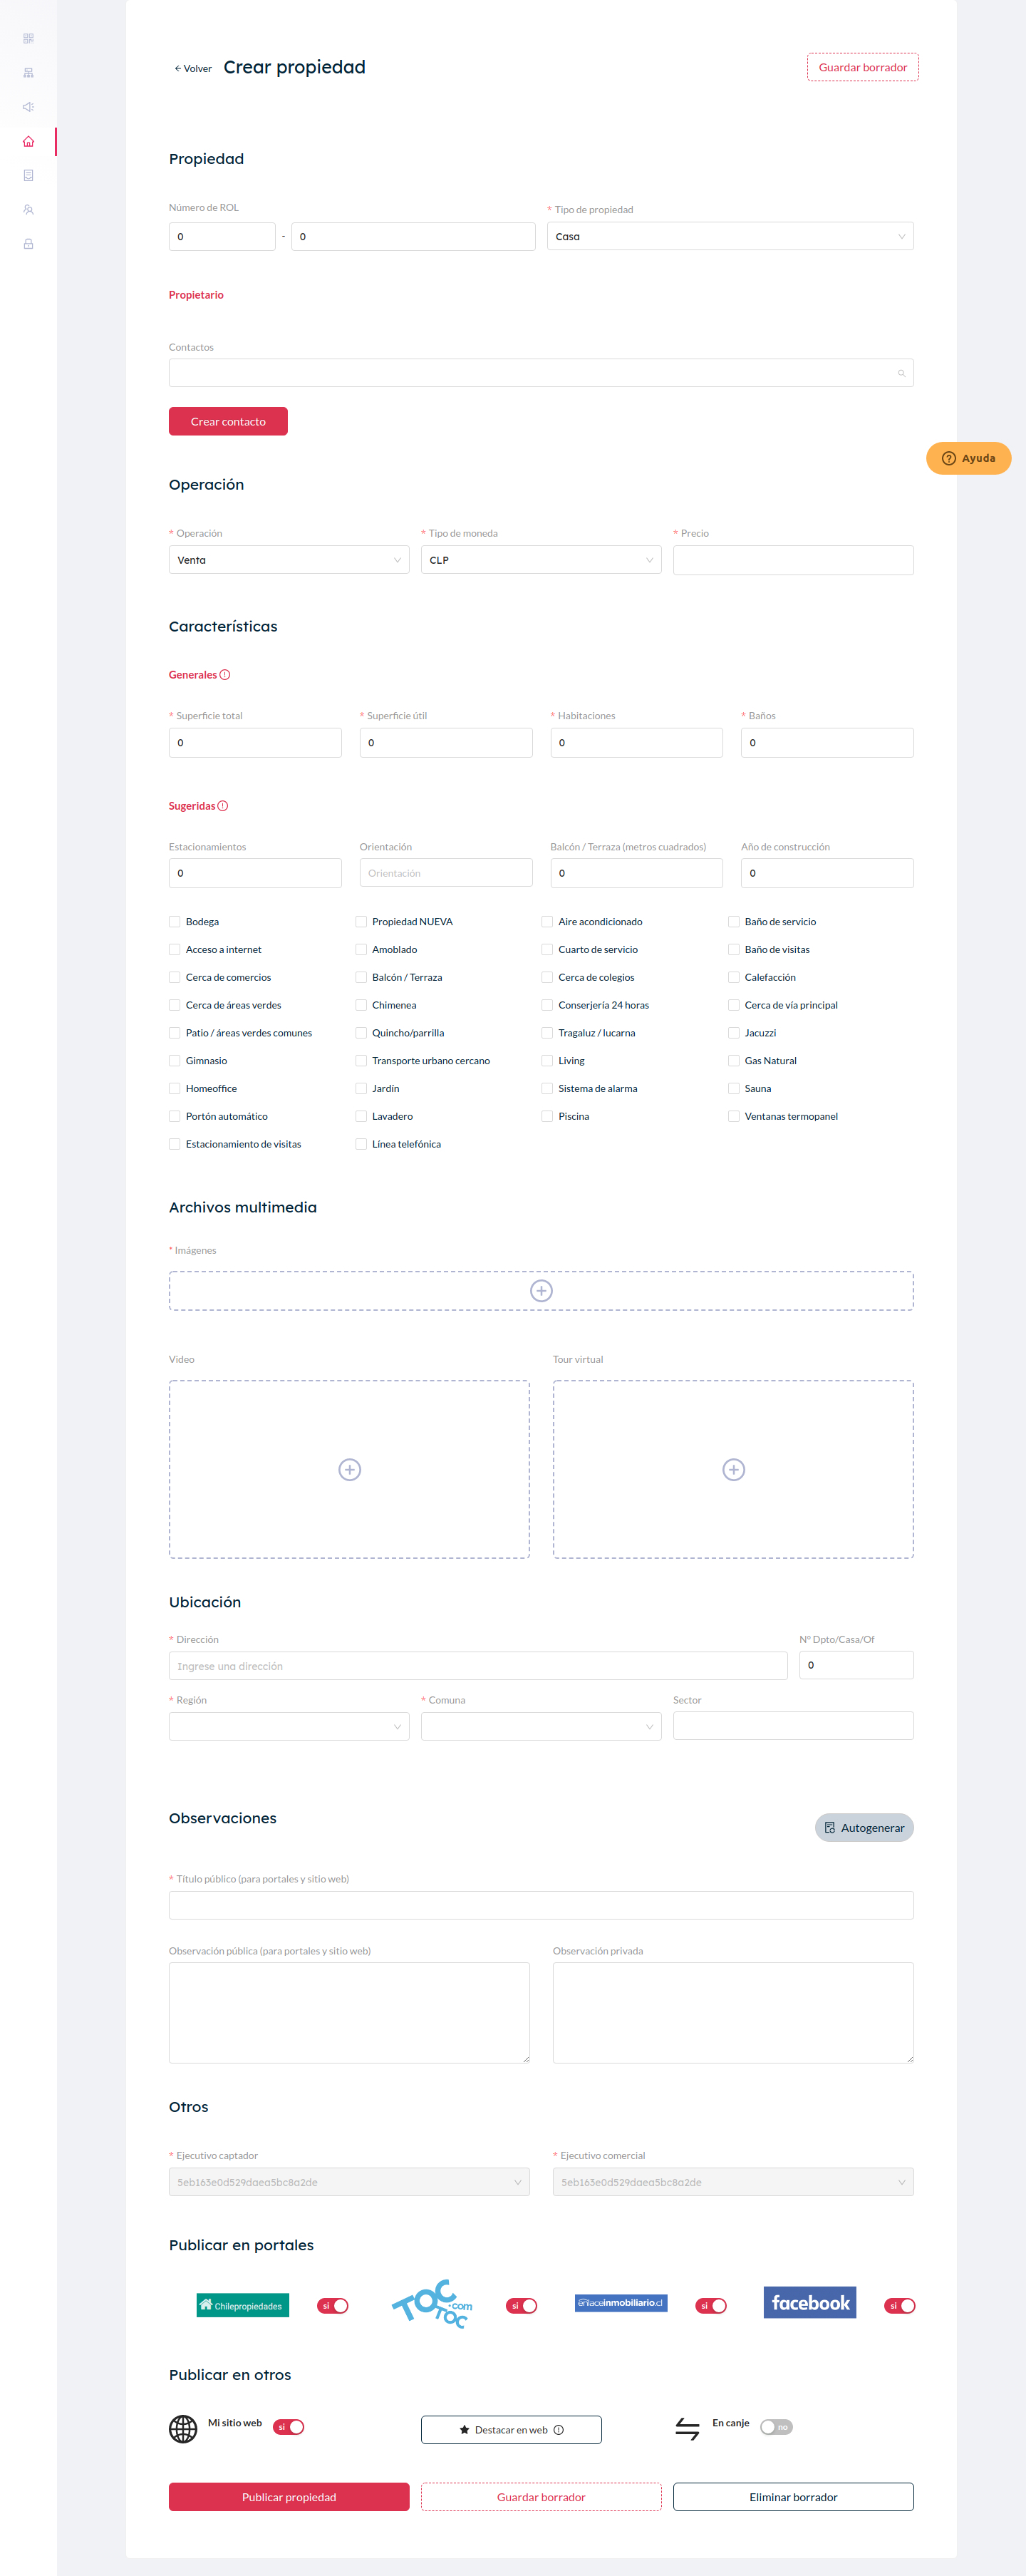 Volver Crear propiedad Guardar borrador
Propiedad
Número de ROL * Tipo de propiedad
0 - 0 Casa
Propietario
Contactos
Crear contacto
Ayuda
Operación
* Operación * Tipo de moneda * Precio
Venta CLP
Características
Generales
* Superficie total * Superficie útil * Habitaciones * Baños
0 0 0 0
Sugeridas
Estacionamientos Orientación Balcón / Terraza (metros cuadrados) Año de construcción
0 Orientación 0 0
Bodega Propiedad NUEVA Aire acondicionado Baño de servicio
Acceso a internet Amoblado Cuarto de servicio Baño de visitas
Cerca de comercios Balcón / Terraza Cerca de colegios Calefacción
Cerca de áreas verdes Chimenea Conserjería 24 horas Cerca de vía principal
Patio / áreas verdes comunes Quincho/parrilla Tragaluz / lucarna Jacuzzi
Gimnasio Transporte urbano cercano Living Gas Natural
Homeoffice Jardín Sistema de alarma Sauna
Portón automático Lavadero Piscina Ventanas termopanel
Estacionamiento de visitas Línea telefónica
Archivos multimedia
* Imágenes
Video Tour virtual
Ubicación
* Dirección N° Dpto/Casa/Of
Ingrese una dirección 0
* Región * Comuna Sector
Observaciones Autogenerar
* Título público (para portales y sitio web)
Observación pública (para portales y sitio web) Observación privada
Otros
* Ejecutivo captador * Ejecutivo comercial
5eb163e0d529daea5bc8a2de 5eb163e0d529daea5bc8a2de
Publicar en portales
Chilepropiedades si TOCTOC.com si enlaceinmobiliario.cl si facebook si
Publicar en otros
Mi sitio web si Destacar en web En canje no
Publicar propiedad Guardar borrador Eliminar borrador